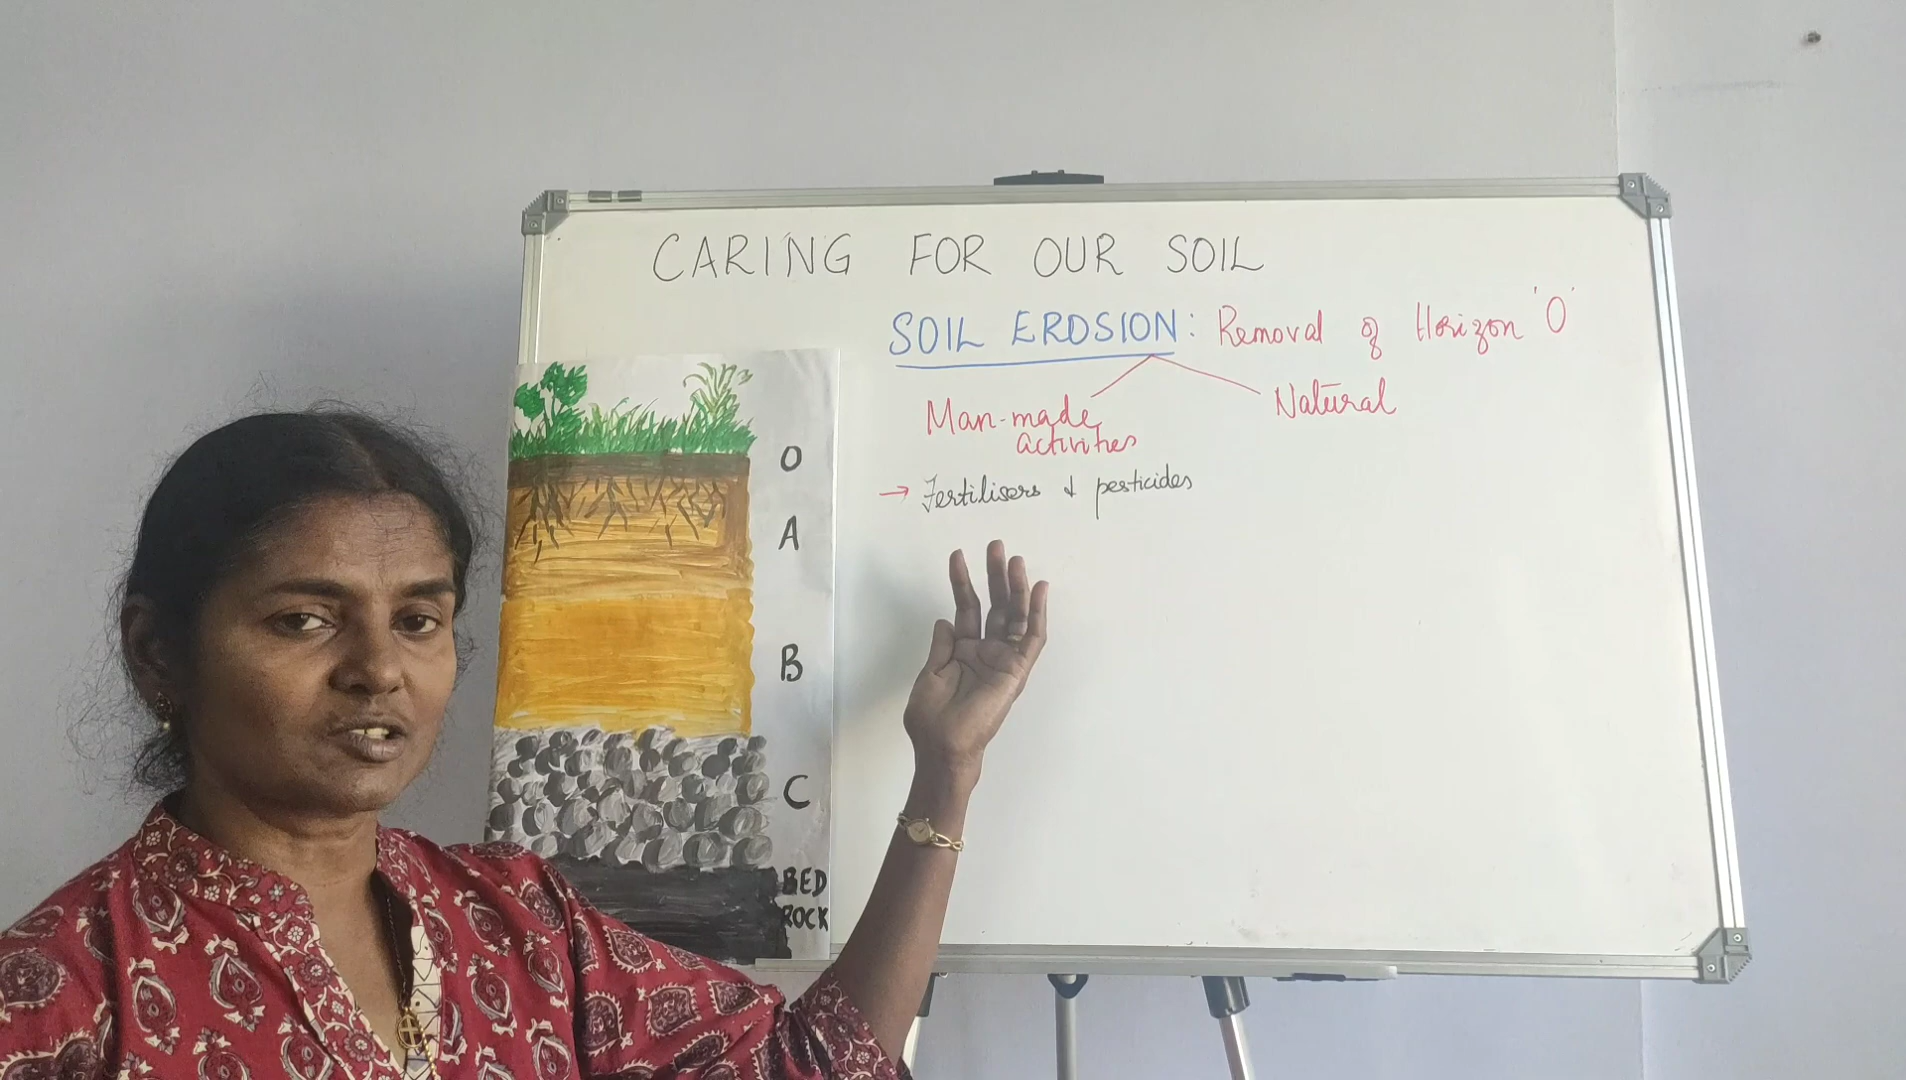 CARING FOR OUR SOIL
SOIL EROSION: Removal of Horizon 'O'
Man-made activities
Natural
→ Fertilisers & pesticides
O
A
B
C
BED
ROCK